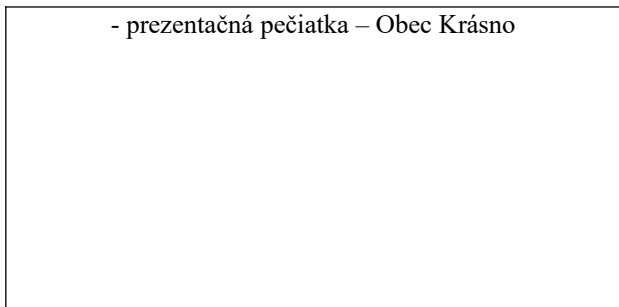 - prezentačná pečiatka – Obec Krásno